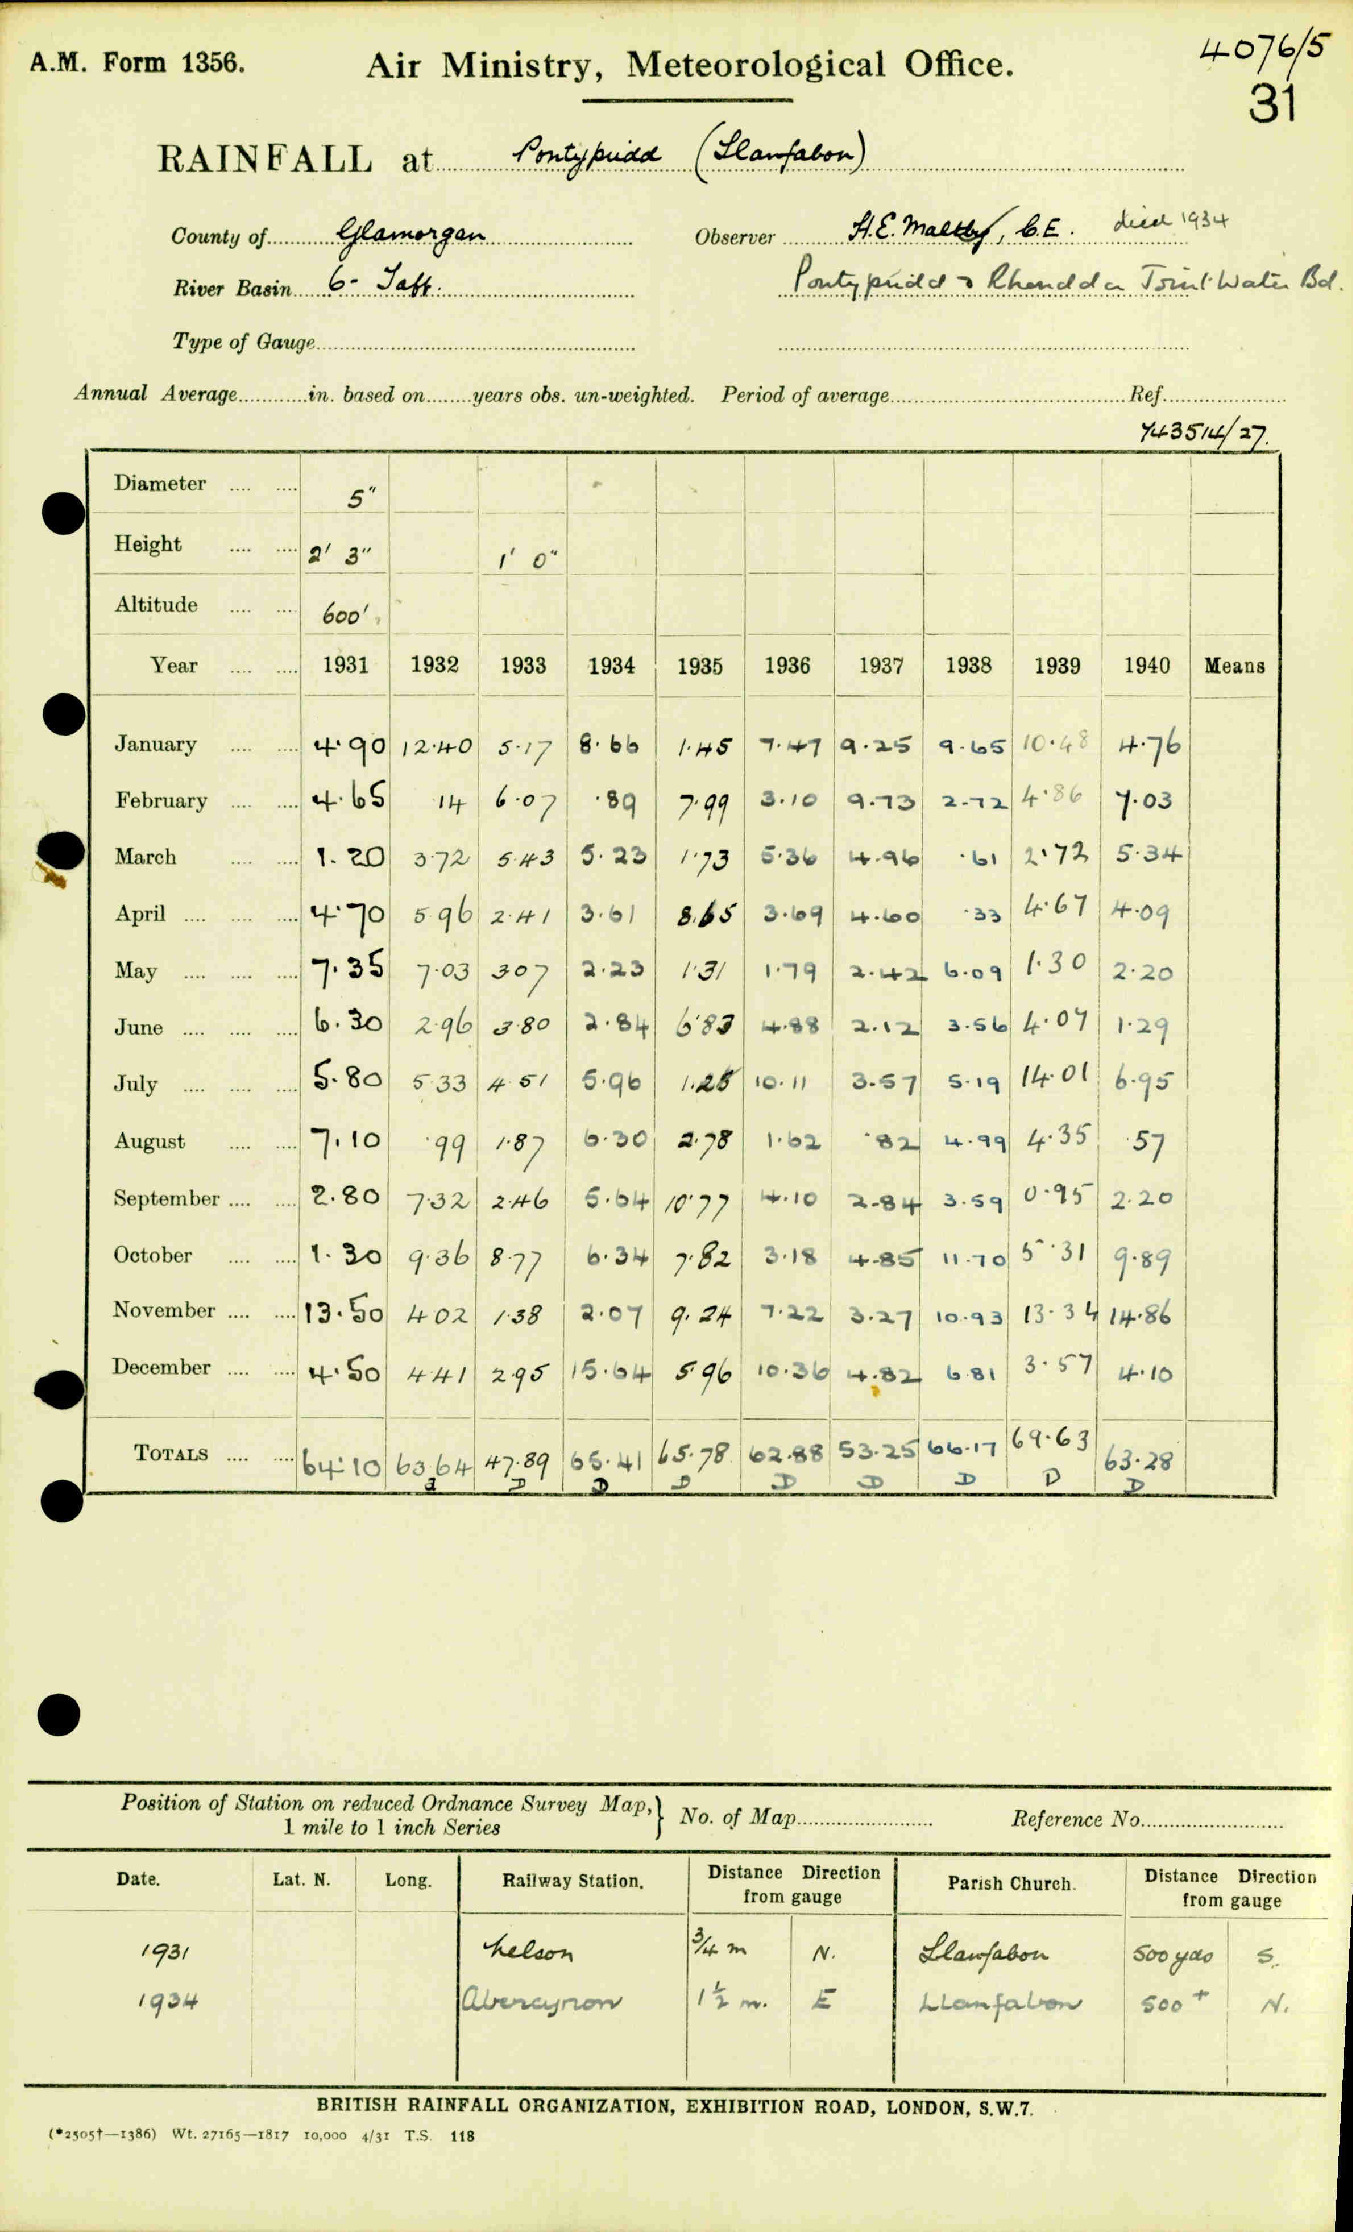 A.M. Form 1356.
Air Ministry, Meteorological Office.
4076/5
31
RAINFALL at Pontypridd (Llanfabon)
County of Glamorgan Observer H.E. Maltby, C.E. died 1934
River Basin 6 - Taff. Pontypridd & Rhondda Joint Water Bd.
Type of Gauge
Annual Average in. based on years obs. un-weighted. Period of average Ref.
743514/27.
Diameter 5"
Height 2' 3" 1' 0"
Altitude 600'
Year 1931 1932 1933 1934 1935 1936 1937 1938 1939 1940 Means
January 4.90 12.40 5.17 8.66 1.45 7.47 9.25 9.65 10.48 4.76
February 4.65 14 6.07 .89 7.99 3.10 9.73 2.72 4.86 7.03
March 1.20 3.72 5.43 5.23 1.73 5.36 4.96 .61 2.72 5.34
April 4.70 5.96 2.41 3.61 8.65 3.69 4.60 .33 4.67 4.09
May 7.35 7.03 3.07 2.23 1.31 1.79 2.42 6.09 1.30 2.20
June 6.30 2.96 3.80 2.84 6.83 4.88 2.12 3.56 4.07 1.29
July 5.80 5.33 4.51 5.96 1.25 10.11 3.57 5.19 14.01 6.95
August 7.10 .99 1.87 6.30 2.78 1.62 .82 4.99 4.35 .57
September 2.80 7.32 2.46 5.64 10.77 4.10 2.84 3.59 0.95 2.20
October 1.30 9.36 8.77 6.34 7.82 3.18 4.85 11.70 5.31 9.89
November 13.50 4.02 1.38 2.07 9.24 7.22 3.27 10.93 13.34 14.86
December 4.50 4.41 2.95 15.64 5.96 10.36 4.82 6.81 3.57 4.10
TOTALS 64.10 63.64 47.89 65.41 65.78 62.88 53.25 66.17 69.63 63.28
D D D D D D D D
Position of Station on reduced Ordnance Survey Map, } No. of Map Reference No.
1 mile to 1 inch Series
Date. Lat. N. Long. Railway Station. Distance Direction from gauge Parish Church. Distance Direction from gauge
1931 Nelson 3/4 m N. Llanfabon 500 yds S.
1934 Abercynon 1 1/2 m. E Llanfabon 500 + N.
BRITISH RAINFALL ORGANIZATION, EXHIBITION ROAD, LONDON, S.W.7.
(*2505†—1386) Wt. 27165—1817 10,000 4/31 T.S. 118